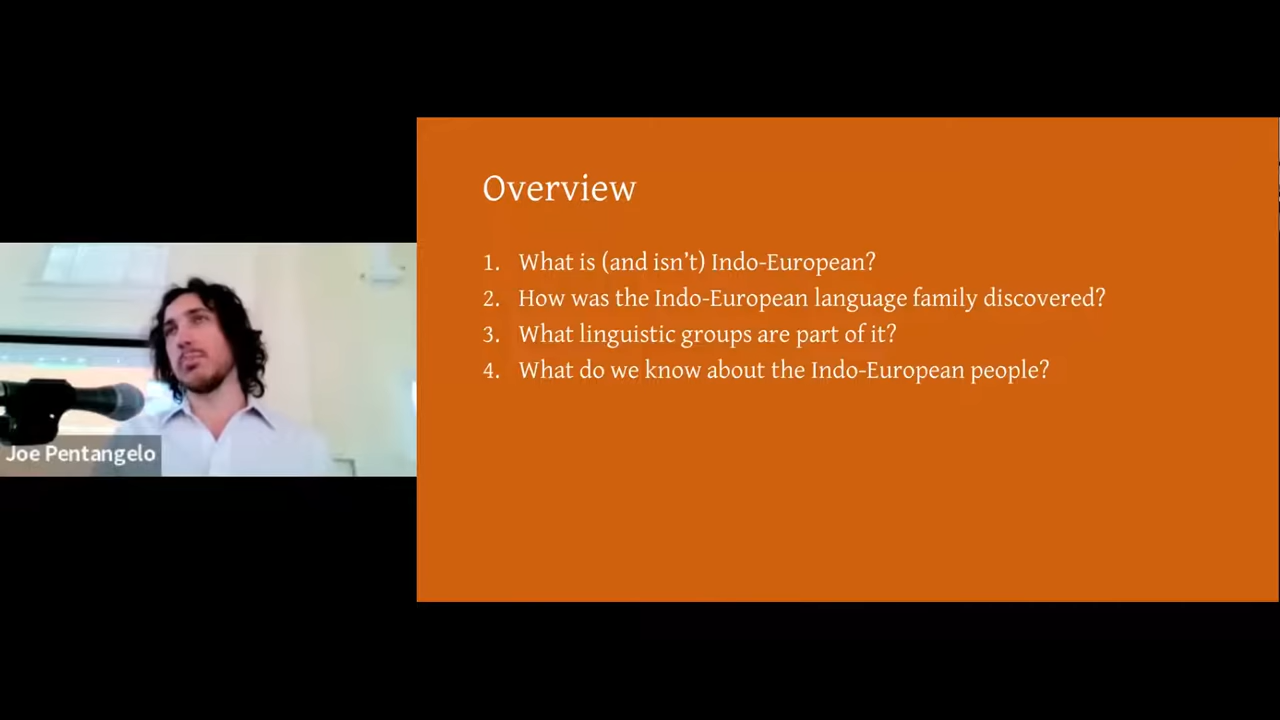 Overview
1. What is (and isn’t) Indo-European?
2. How was the Indo-European language family discovered?
3. What linguistic groups are part of it?
4. What do we know about the Indo-European people?
Joe Pentangelo